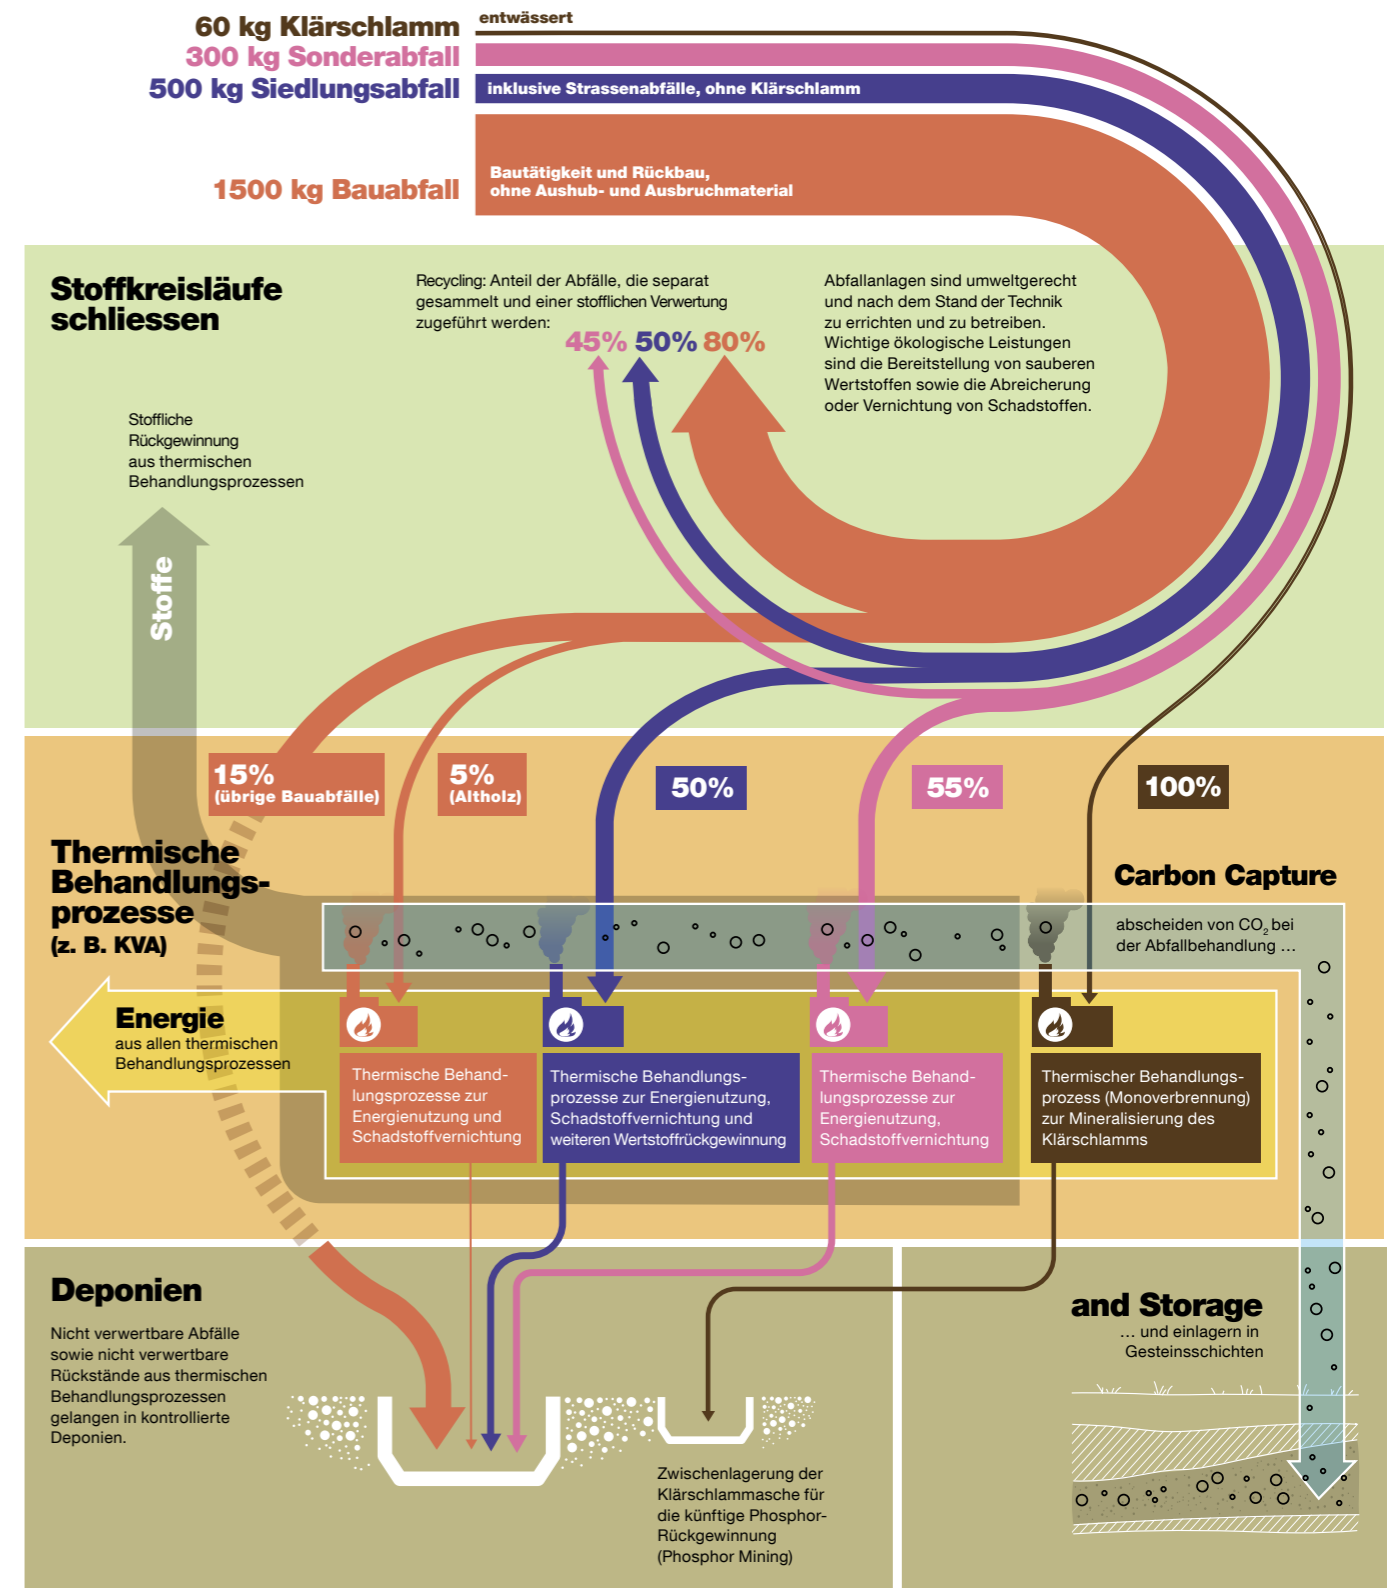 60 kg Klärschlamm
entwässert
300 kg Sonderabfall
500 kg Siedlungsabfall
inklusive Strassenabfälle, ohne Klärschlamm
1500 kg Bauabfall
Bautätigkeit und Rückbau,
ohne Aushub- und Ausbruchmaterial
Stoffkreisläufe
schliessen
Recycling: Anteil der Abfälle, die separat
gesammelt und einer stofflichen Verwertung
zugeführt werden:
45% 50% 80%
Abfallanlagen sind umweltgerecht
und nach dem Stand der Technik
zu errichten und zu betreiben.
Wichtige ökologische Leistungen
sind die Bereitstellung von sauberen
Wertstoffen sowie die Abreicherung
oder Vernichtung von Schadstoffen.
Stoffliche
Rückgewinnung
aus thermischen
Behandlungsprozessen
Stoffe
15%
(übrige Bauabfälle)
5%
(Altholz)
50%
55%
100%
Thermische
Behandlungs-
prozesse
(z. B. KVA)
Carbon Capture
abscheiden von CO₂ bei
der Abfallbehandlung ...
Energie
aus allen thermischen
Behandlungsprozessen
Thermische Behand-
lungsprozesse zur
Energienutzung und
Schadstoffvernichtung
Thermische Behandlungs-
prozesse zur Energienutzung,
Schadstoffvernichtung und
weiteren Wertstoffrückgewinnung
Thermische Behand-
lungsprozesse zur
Energienutzung,
Schadstoffvernichtung
Thermischer Behandlungs-
prozess (Monoverbrennung)
zur Mineralisierung des
Klärschlamms
Deponien
Nicht verwertbare Abfälle
sowie nicht verwertbare
Rückstände aus thermischen
Behandlungsprozessen
gelangen in kontrollierte
Deponien.
Zwischenlagerung der
Klärschlammasche für
die künftige Phosphor-
Rückgewinnung
(Phosphor Mining)
and Storage
... und einlagern in
Gesteinsschichten